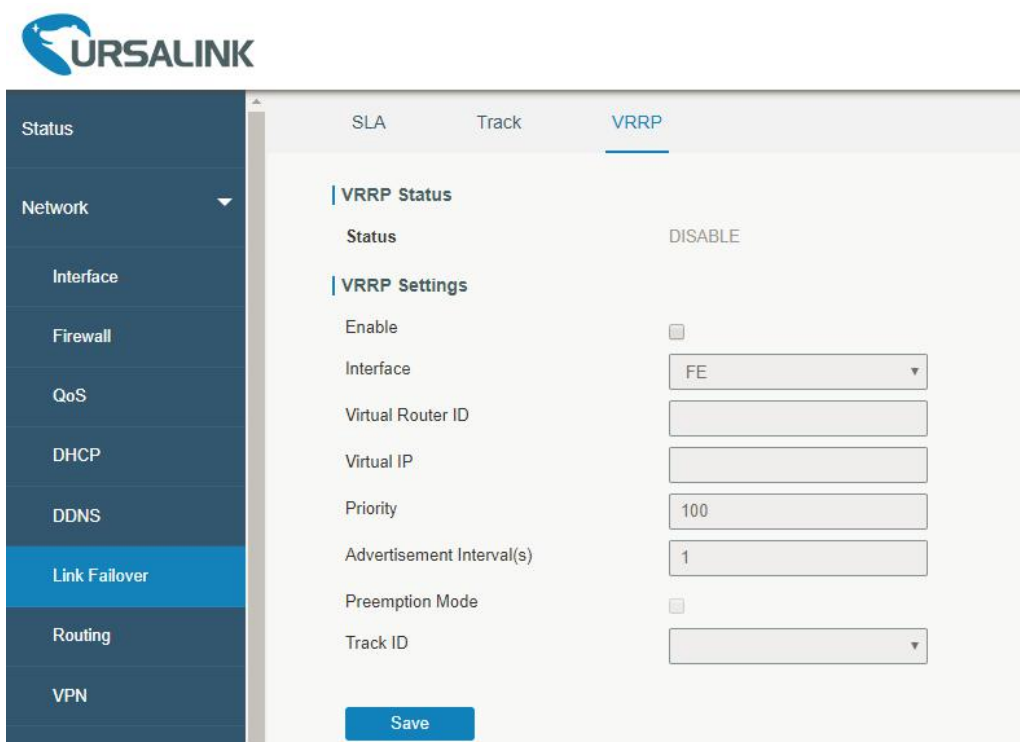 URSALINK
Status
Network
Interface
Firewall
QoS
DHCP
DDNS
Link Failover
Routing
VPN
SLA Track VRRP
VRRP Status
Status DISABLE
VRRP Settings
Enable
Interface FE
Virtual Router ID
Virtual IP
Priority 100
Advertisement Interval(s) 1
Preemption Mode
Track ID
Save